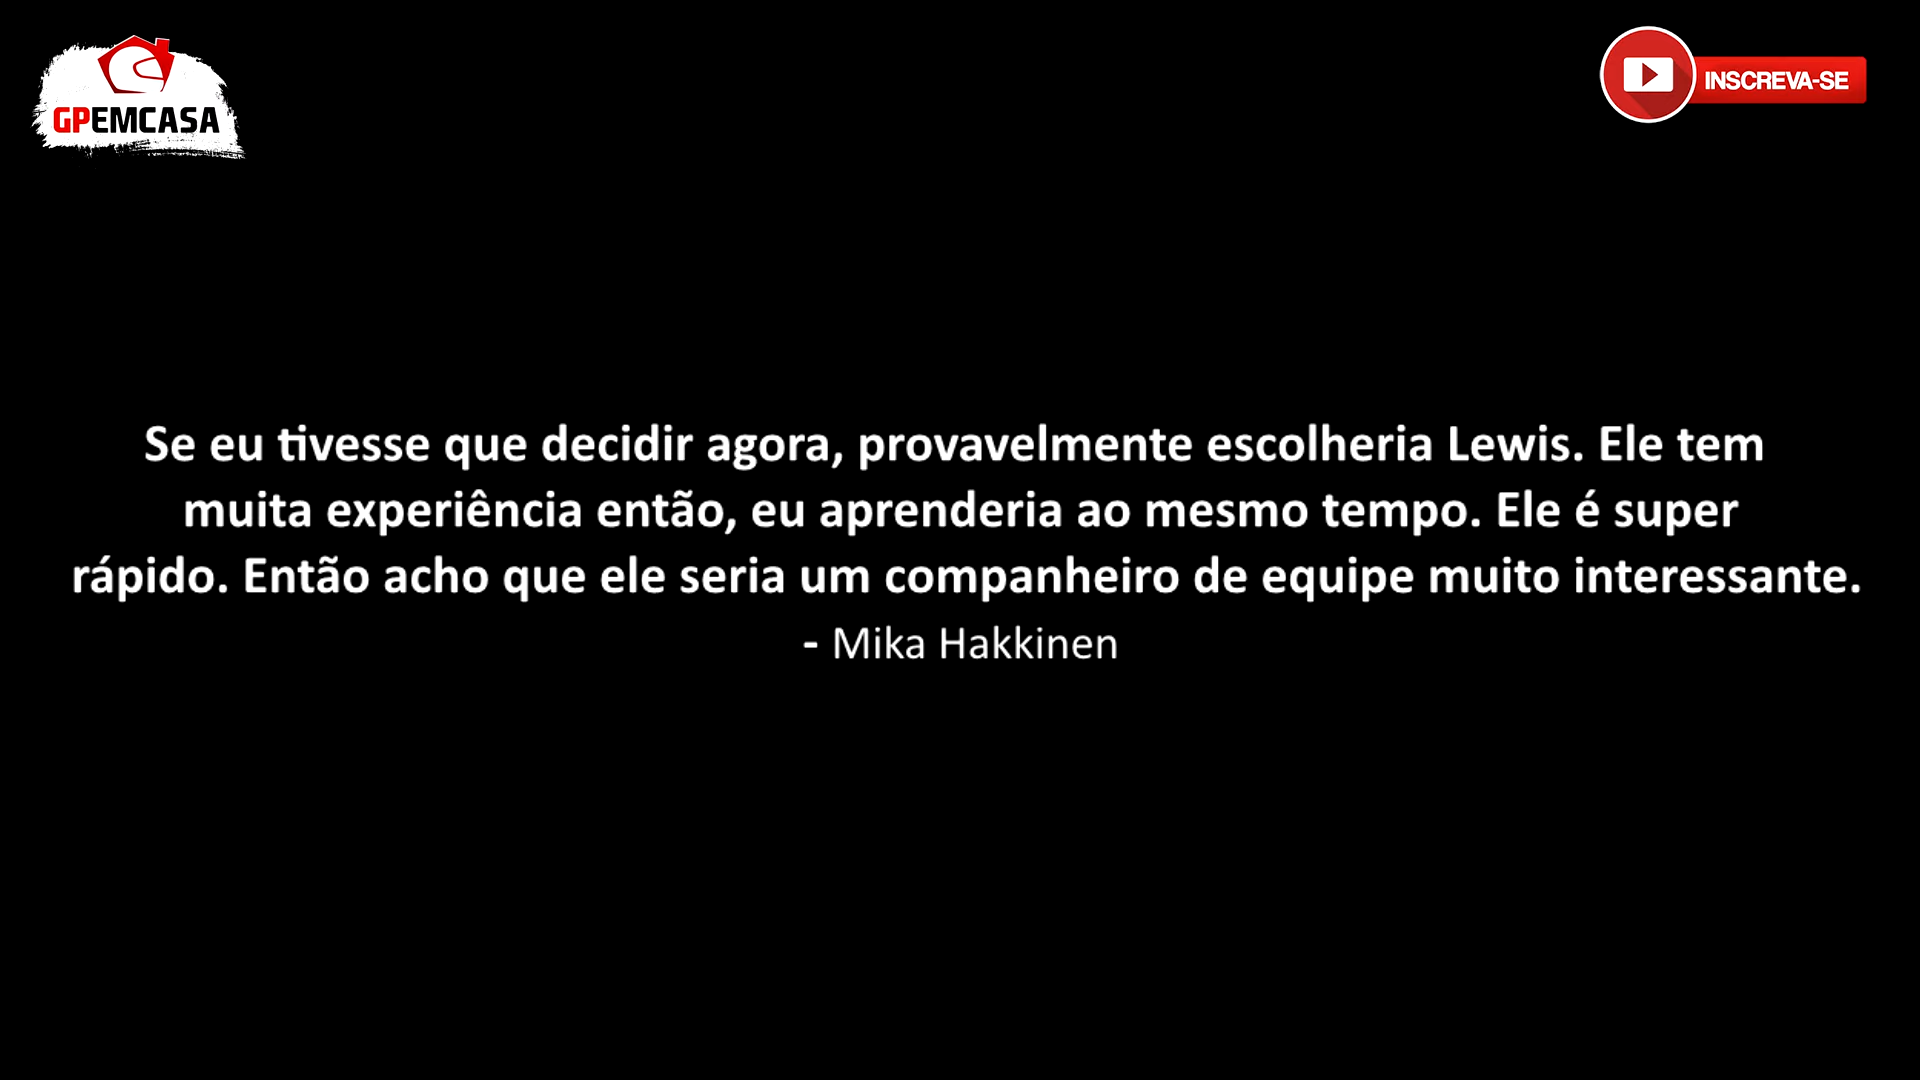 GPEMCASA
INSCREVA-SE
Se eu tivesse que decidir agora, provavelmente escolheria Lewis. Ele tem
muita experiência então, eu aprenderia ao mesmo tempo. Ele é super
rápido. Então acho que ele seria um companheiro de equipe muito interessante.
- Mika Hakkinen